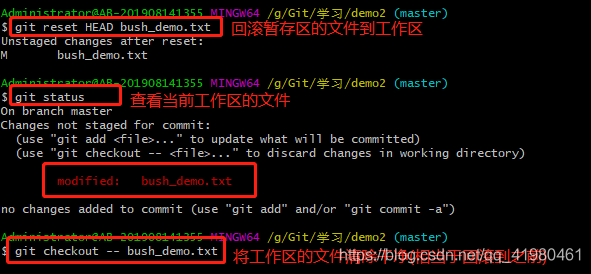 Administrator@AB-201908141355 MINGW64 /g/Git/学习/demo2 (master)
$ git reset HEAD bush_demo.txt 回滚暂存区的文件到工作区
Unstaged changes after reset:
M bush_demo.txt
Administrator@AB-201908141355 MINGW64 /g/Git/学习/demo2 (master)
$ git status 查看当前工作区的文件
On branch master
Changes not staged for commit:
(use "git add <file>..." to update what will be committed)
(use "git checkout -- <file>..." to discard changes in working directory)
modified: bush_demo.txt
no changes added to commit (use "git add" and/or "git commit -a")
Administrator@AB-201908141355 MINGW64 /g/Git/学习/demo2 (master)
$ git checkout -- bush_demo.txt 将工作区的文件
https://blog.csdn.net/qq_41980461